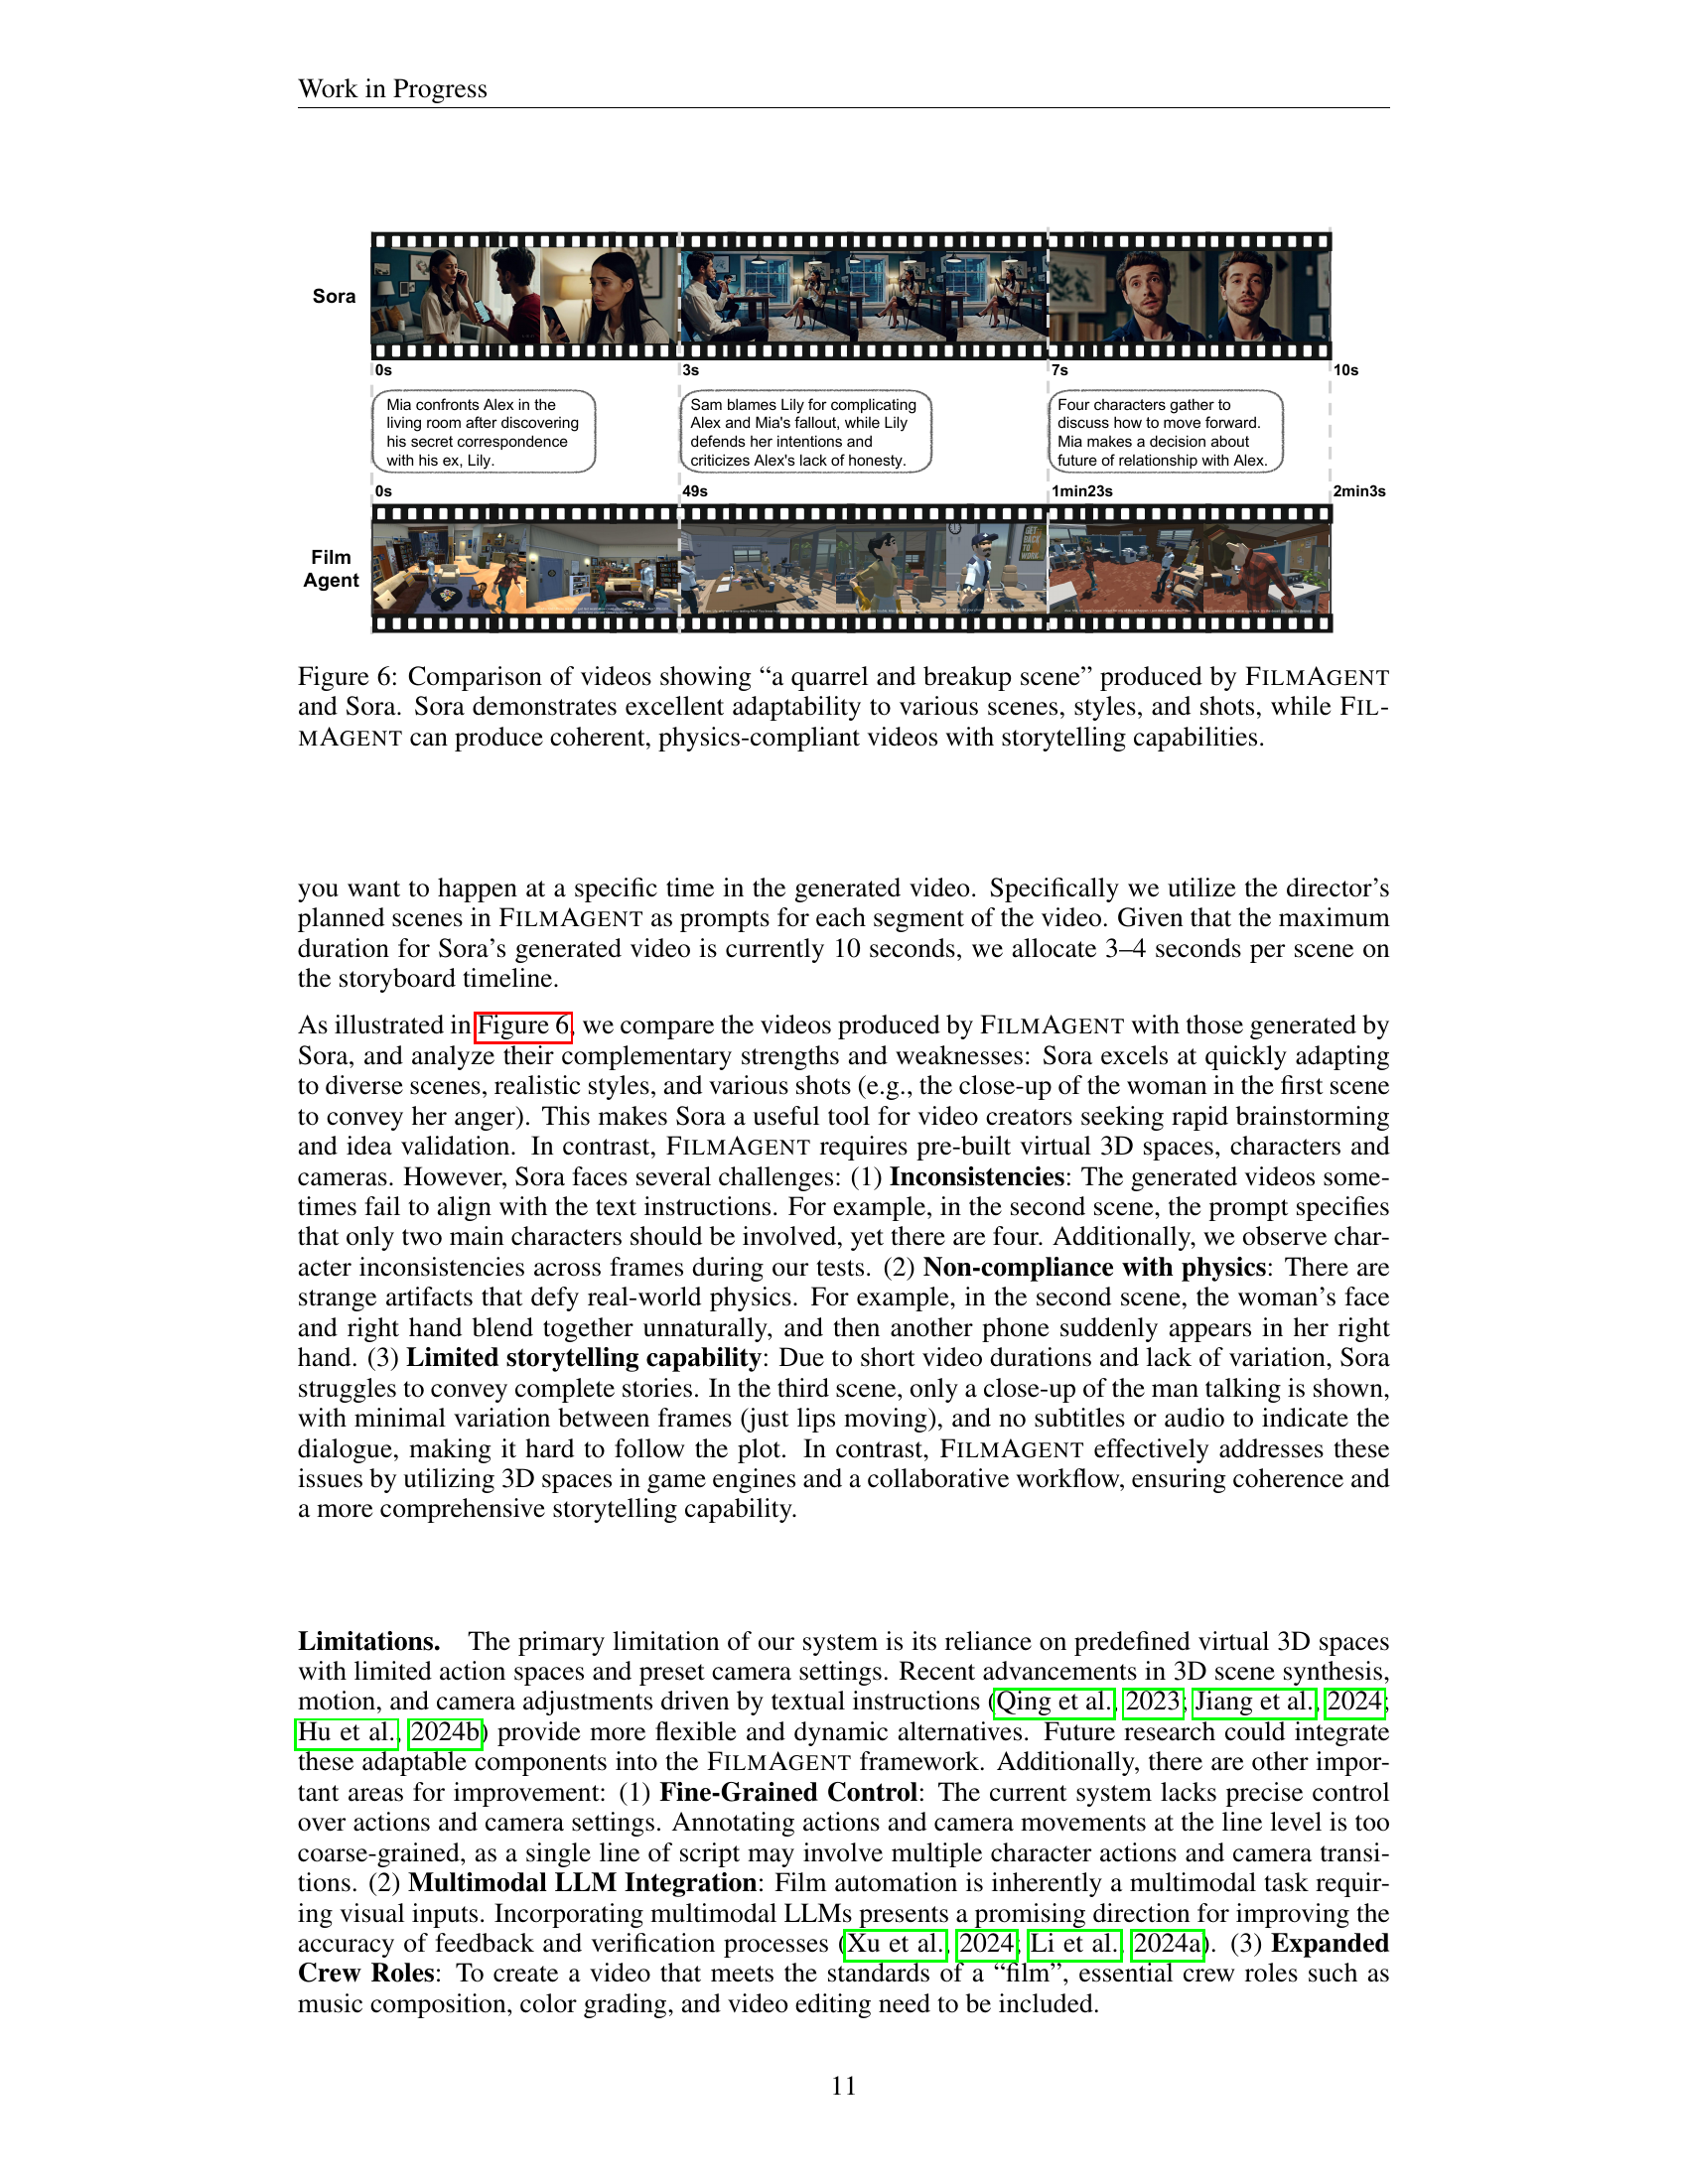 Work in Progress
Sora
0s
3s
7s
10s
Mia confronts Alex in the
living room after discovering
his secret correspondence
with his ex, Lily.
Sam blames Lily for complicating
Alex and Mia's fallout, while Lily
defends her intentions and
criticizes Alex's lack of honesty.
Four characters gather to
discuss how to move forward.
Mia makes a decision about
future of relationship with Alex.
0s
49s
1min23s
2min3s
Film
Agent
GET
BACK
TO
WORK
Figure 6: Comparison of videos showing “a quarrel and breakup scene” produced by FILMAGENT
and Sora. Sora demonstrates excellent adaptability to various scenes, styles, and shots, while FIL-
MAGENT can produce coherent, physics-compliant videos with storytelling capabilities.
you want to happen at a specific time in the generated video. Specifically we utilize the director’s
planned scenes in FILMAGENT as prompts for each segment of the video. Given that the maximum
duration for Sora’s generated video is currently 10 seconds, we allocate 3–4 seconds per scene on
the storyboard timeline.
As illustrated in Figure 6, we compare the videos produced by FILMAGENT with those generated by
Sora, and analyze their complementary strengths and weaknesses: Sora excels at quickly adapting
to diverse scenes, realistic styles, and various shots (e.g., the close-up of the woman in the first scene
to convey her anger). This makes Sora a useful tool for video creators seeking rapid brainstorming
and idea validation. In contrast, FILMAGENT requires pre-built virtual 3D spaces, characters and
cameras. However, Sora faces several challenges: (1) Inconsistencies: The generated videos some-
times fail to align with the text instructions. For example, in the second scene, the prompt specifies
that only two main characters should be involved, yet there are four. Additionally, we observe char-
acter inconsistencies across frames during our tests. (2) Non-compliance with physics: There are
strange artifacts that defy real-world physics. For example, in the second scene, the woman’s face
and right hand blend together unnaturally, and then another phone suddenly appears in her right
hand. (3) Limited storytelling capability: Due to short video durations and lack of variation, Sora
struggles to convey complete stories. In the third scene, only a close-up of the man talking is shown,
with minimal variation between frames (just lips moving), and no subtitles or audio to indicate the
dialogue, making it hard to follow the plot. In contrast, FILMAGENT effectively addresses these
issues by utilizing 3D spaces in game engines and a collaborative workflow, ensuring coherence and
a more comprehensive storytelling capability.
Limitations. The primary limitation of our system is its reliance on predefined virtual 3D spaces
with limited action spaces and preset camera settings. Recent advancements in 3D scene synthesis,
motion, and camera adjustments driven by textual instructions (Qing et al., 2023; Jiang et al., 2024;
Hu et al., 2024b) provide more flexible and dynamic alternatives. Future research could integrate
these adaptable components into the FILMAGENT framework. Additionally, there are other impor-
tant areas for improvement: (1) Fine-Grained Control: The current system lacks precise control
over actions and camera settings. Annotating actions and camera movements at the line level is too
coarse-grained, as a single line of script may involve multiple character actions and camera transi-
tions. (2) Multimodal LLM Integration: Film automation is inherently a multimodal task requir-
ing visual inputs. Incorporating multimodal LLMs presents a promising direction for improving the
accuracy of feedback and verification processes (Xu et al., 2024; Li et al., 2024a). (3) Expanded
Crew Roles: To create a video that meets the standards of a “film”, essential crew roles such as
music composition, color grading, and video editing need to be included.
11